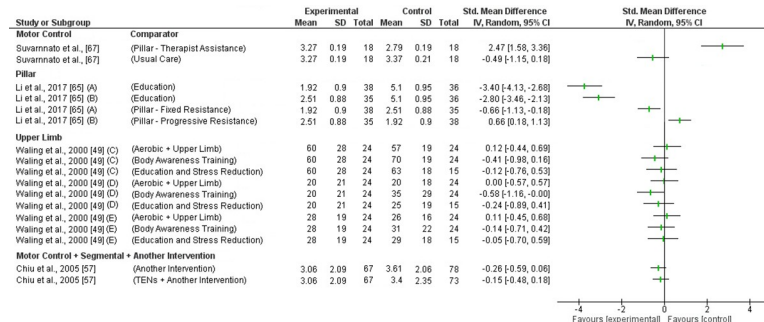 Experimental Control Std. Mean Difference Std. Mean Difference
Study or Subgroup Mean SD Total Mean SD Total IV, Random, 95% CI IV, Random, 95% CI
Motor Control Comparator
Suvarnnato et al., [67] (Pillar - Therapist Assistance) 3.27 0.19 18 2.79 0.19 18 2.47 [1.58, 3.36]
Suvarrnato et al., [67] (Usual Care) 3.27 0.19 18 3.37 0.21 18 -0.49 [-1.15, 0.18]
Pillar
Li et al., 2017 [65] (A) (Education) 1.92 0.9 38 5.1 0.95 36 -3.40 [-4.13, -2.68]
Li et al., 2017 [65] (B) (Education) 2.51 0.88 35 5.1 0.95 36 -2.80 [-3.46, -2.13]
Li et al., 2017 [65] (A) (Pillar - Fixed Resistance) 1.92 0.9 38 2.51 0.88 35 -0.66 [-1.13, -0.18]
Li et al., 2017 [65] (B) (Pillar - Progressive Resistance) 2.51 0.88 35 1.92 0.9 38 0.66 [0.18, 1.13]
Upper Limb
Waling et al., 2000 [49] (C) (Aerobic + Upper Limb) 60 28 24 57 19 24 0.12 [-0.44, 0.69]
Waling et al., 2000 [49] (C) (Body Awareness Training) 60 28 24 70 19 24 -0.41 [-0.98, 0.16]
Waling et al., 2000 [49] (C) (Education and Stress Reduction) 60 28 24 63 18 15 -0.12 [-0.76, 0.53]
Waling et al., 2000 [49] (D) (Aerobic + Upper Limb) 20 21 24 20 18 24 0.00 [-0.57, 0.57]
Waling et al., 2000 [49] (D) (Body Awareness Training) 20 21 24 35 29 24 -0.58 [-1.16, -0.00]
Waling et al., 2000 [49] (D) (Education and Stress Reduction) 20 21 24 25 19 15 -0.24 [-0.89, 0.41]
Waling et al., 2000 [49] (E) (Aerobic + Upper Limb) 28 19 24 26 16 24 0.11 [-0.45, 0.68]
Waling et al., 2000 [49] (E) (Body Awareness Training) 28 19 24 31 22 24 -0.14 [-0.71, 0.42]
Waling et al., 2000 [49] (E) (Education and Stress Reduction) 28 19 24 29 18 15 -0.05 [-0.70, 0.59]
Motor Control + Segmental + Another Intervention
Chiu et al., 2005 [57] (Another Intervention) 3.06 2.09 67 3.61 2.06 78 -0.26 [-0.59, 0.06]
Chiu et al., 2005 [57] (TENs + Another Intervention) 3.06 2.09 67 3.4 2.35 73 -0.15 [-0.48, 0.18]
-4 -2 0 2 4
Favours [experimental] Favours [control]